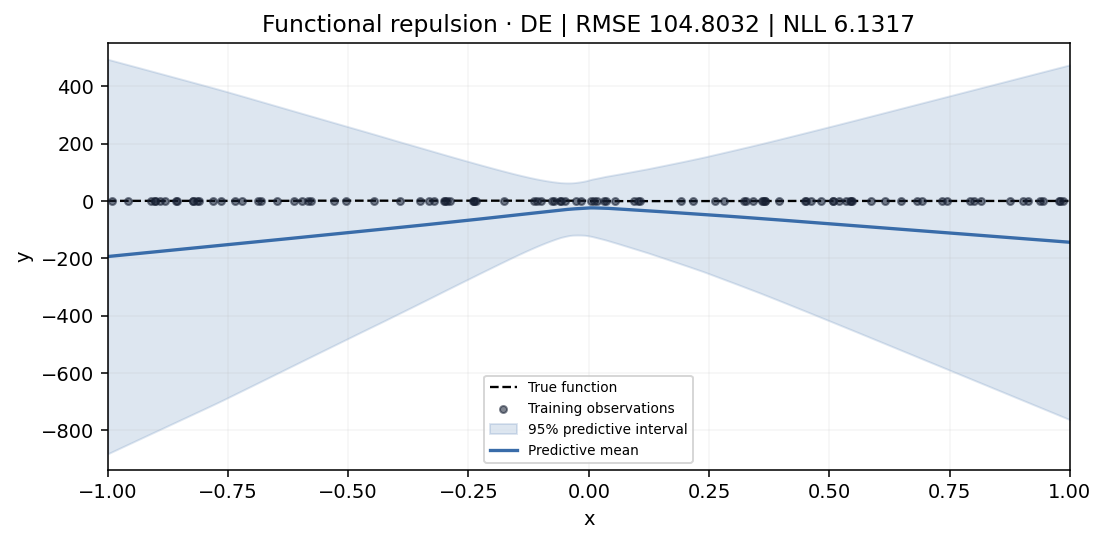 Functional repulsion · DE | RMSE 104.8032 | NLL 6.1317
y
400
200
0
−200
−400
−600
−800
True function
Training observations
95% predictive interval
Predictive mean
−1.00 −0.75 −0.50 −0.25 0.00 0.25 0.50 0.75 1.00
x